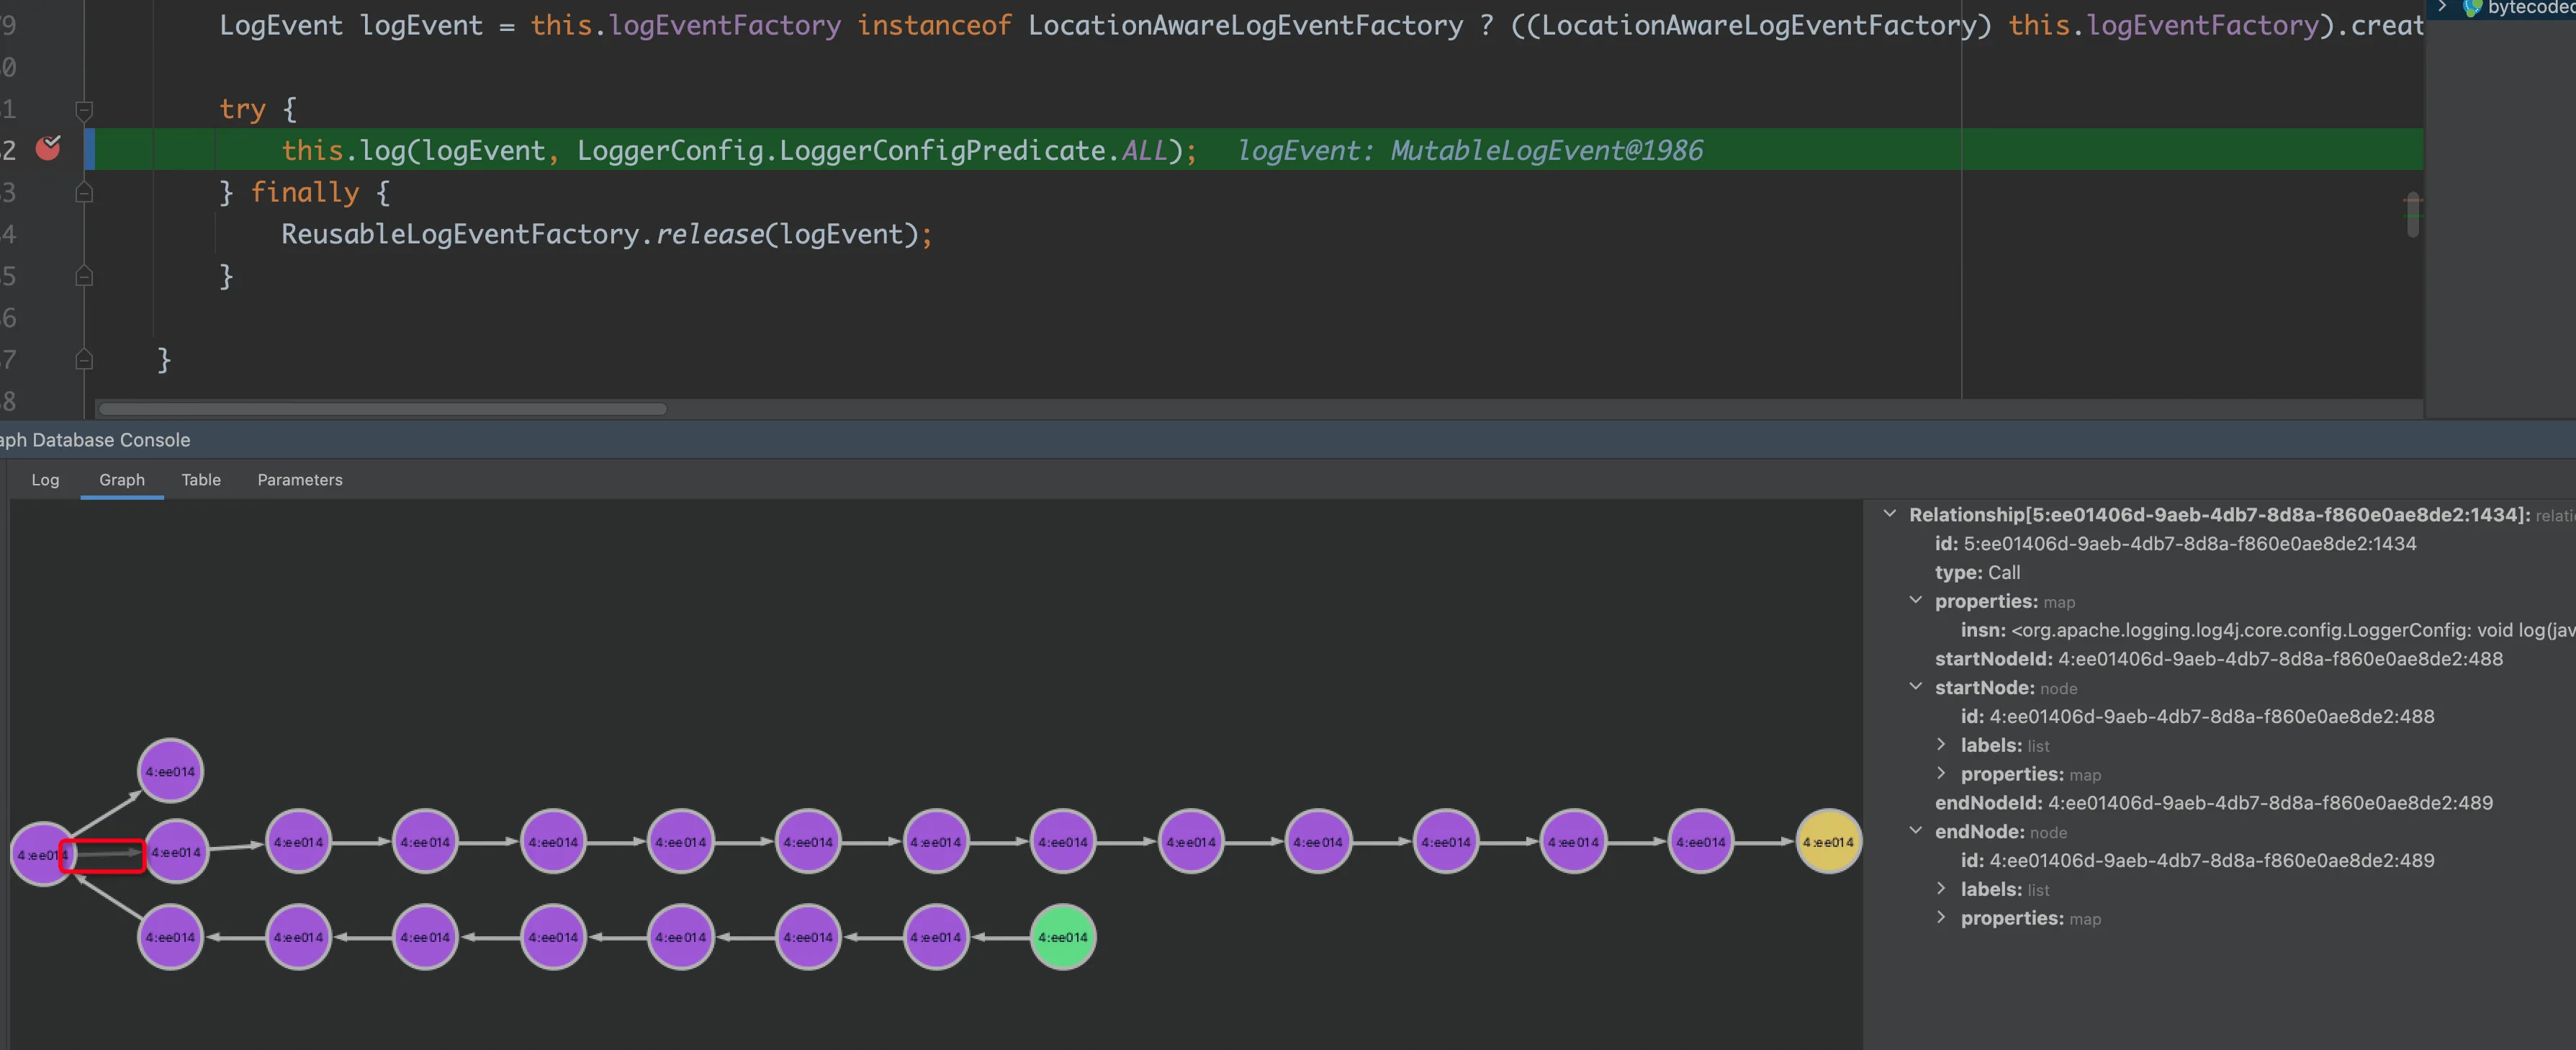 9 LogEvent logEvent = this.logEventFactory instanceof LocationAwareLogEventFactory ? ((LocationAwareLogEventFactory) this.logEventFactory).creat
0
1 try {
2 this.log(logEvent, LoggerConfig.LoggerConfigPredicate.ALL); logEvent: MutableLogEvent@1986
3 } finally {
4 ReusableLogEventFactory.release(logEvent);
5 }
6
7 }
8
bytecodec
aph Database Console
Log Graph Table Parameters
4:ee014
4:ee014 4:ee014 4:ee014 4:ee014 4:ee014 4:ee014 4:ee014 4:ee014 4:ee014 4:ee014 4:ee014 4:ee014 4:ee014 4:ee014 4:ee014
4:ee014 4:ee014 4:ee014 4:ee014 4:ee014 4:ee014 4:ee014 4:ee014
Relationship[5:ee01406d-9aeb-4db7-8d8a-f860e0ae8de2:1434]: relati
id: 5:ee01406d-9aeb-4db7-8d8a-f860e0ae8de2:1434
type: Call
properties: map
insn: <org.apache.logging.log4j.core.config.LoggerConfig: void log(jav
startNodeId: 4:ee01406d-9aeb-4db7-8d8a-f860e0ae8de2:488
startNode: node
id: 4:ee01406d-9aeb-4db7-8d8a-f860e0ae8de2:488
labels: list
properties: map
endNodeId: 4:ee01406d-9aeb-4db7-8d8a-f860e0ae8de2:489
endNode: node
id: 4:ee01406d-9aeb-4db7-8d8a-f860e0ae8de2:489
labels: list
properties: map